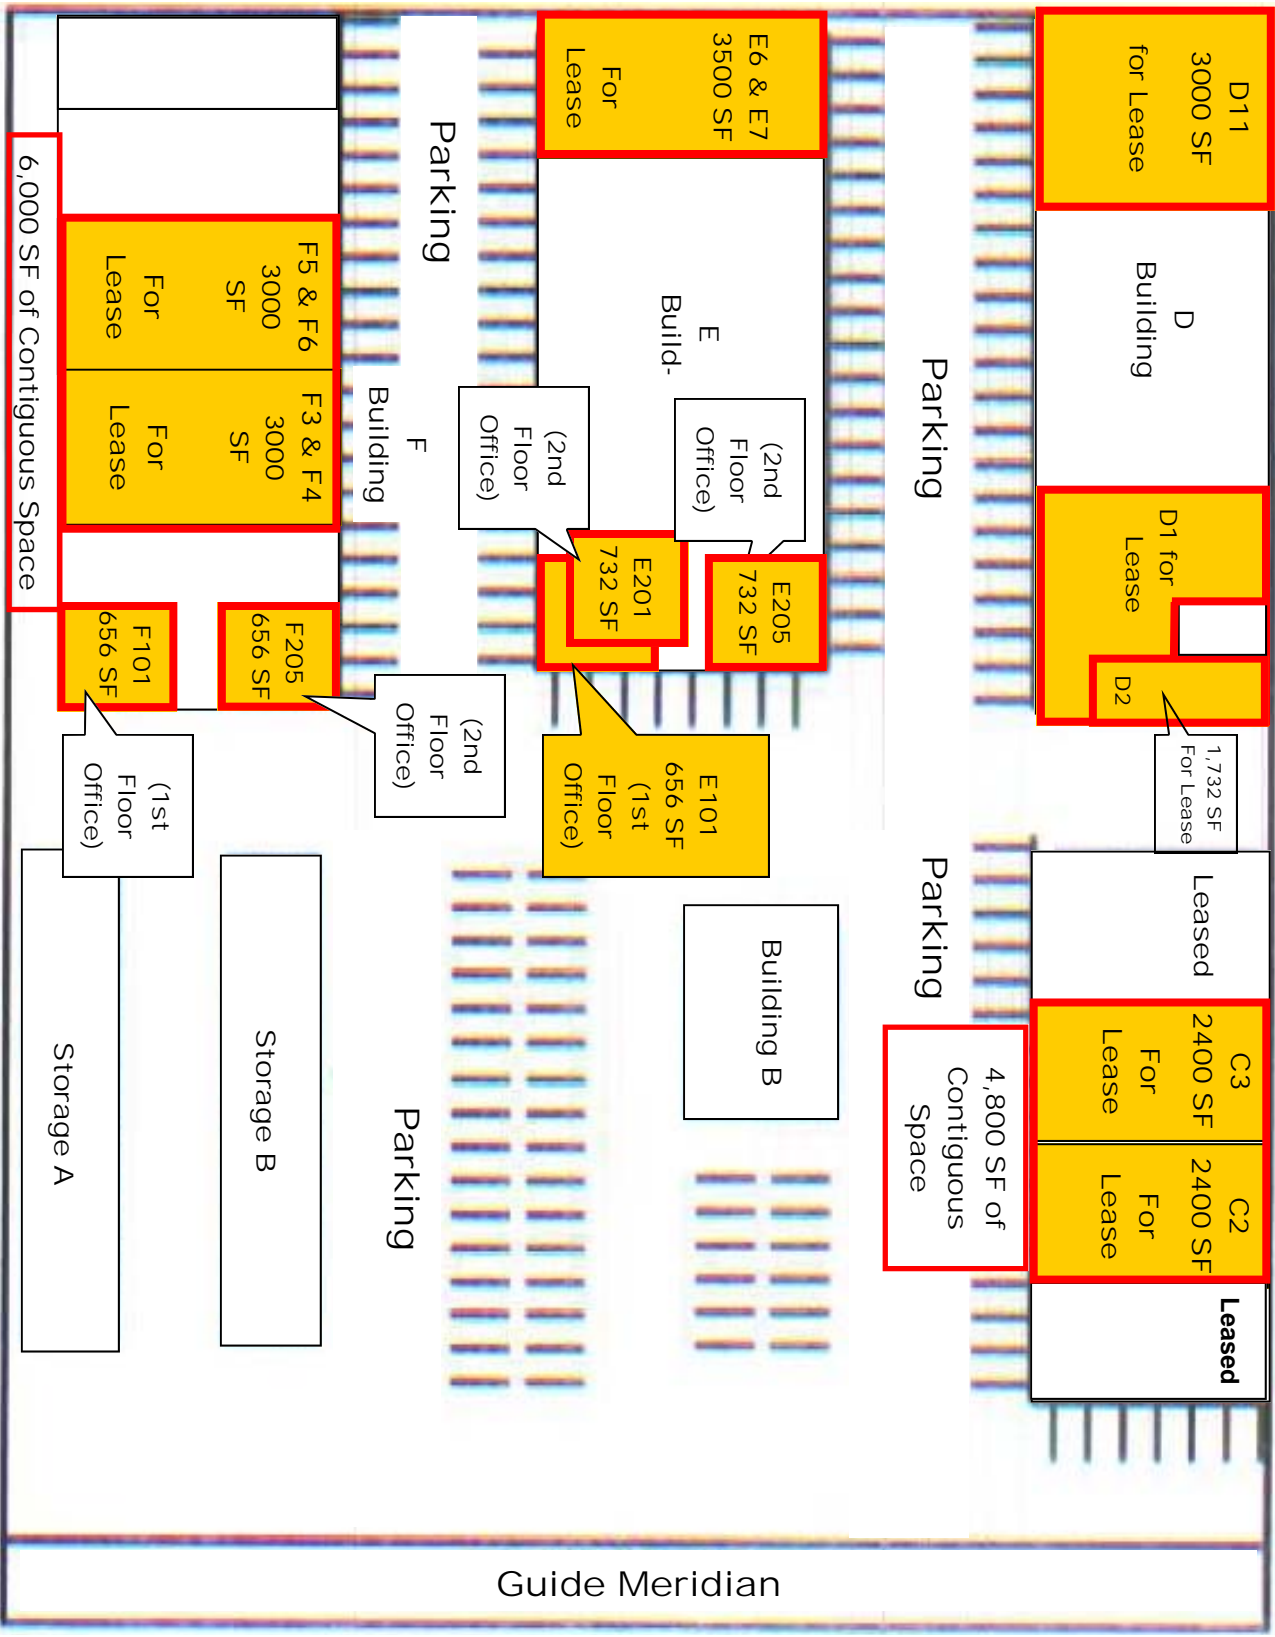 D11
3000 SF
for Lease
D
Building
D1 for
Lease
D2
1,732 SF
For Lease
Leased
C3
2400 SF
For
Lease
C2
2400 SF
For
Lease
Leased
4,800 SF of
Contiguous
Space
Parking
Parking
E6 & E7
3500 SF
For
Lease
E
Build-
(2nd
Floor
Office)
E205
732 SF
(2nd
Floor
Office)
E201
732 SF
E101
656 SF
(1st
Floor
Office)
Building B
Parking
Parking
F
Building
F5 & F6
3000
SF
For
Lease
F3 & F4
3000
SF
For
Lease
6,000 SF of Contiguous Space
F205
656 SF
(2nd
Floor
Office)
F101
656 SF
(1st
Floor
Office)
Storage B
Storage A
Guide Meridian